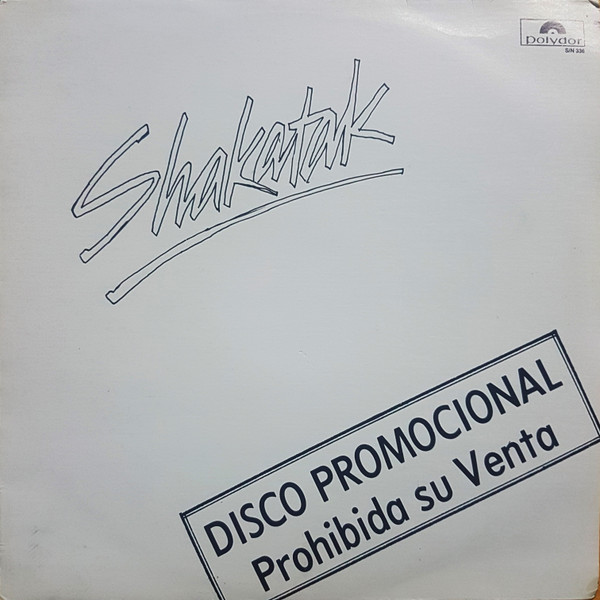 polydor
S/N 336
Shakatak
DISCO PROMOCIONAL
Prohibida su Venta